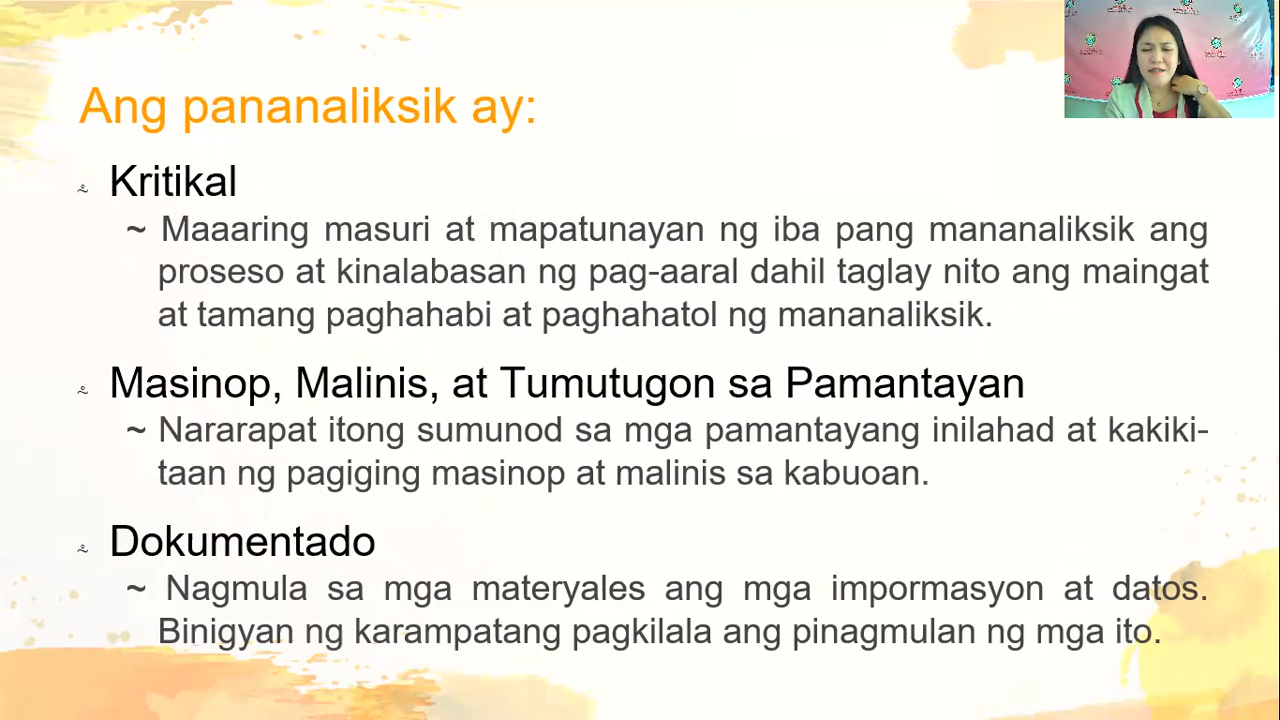 Ang pananaliksik ay:
Kritikal
~ Maaaring masuri at mapatunayan ng iba pang mananaliksik ang
proseso at kinalabasan ng pag-aaral dahil taglay nito ang maingat
at tamang paghahabi at paghahatol ng mananaliksik.
Masinop, Malinis, at Tumutugon sa Pamantayan
~ Nararapat itong sumunod sa mga pamantayang inilahad at kakiki-
taan ng pagiging masinop at malinis sa kabuoan.
Dokumentado
~ Nagmula sa mga materyales ang mga impormasyon at datos.
Binigyan ng karampatang pagkilala ang pinagmulan ng mga ito.